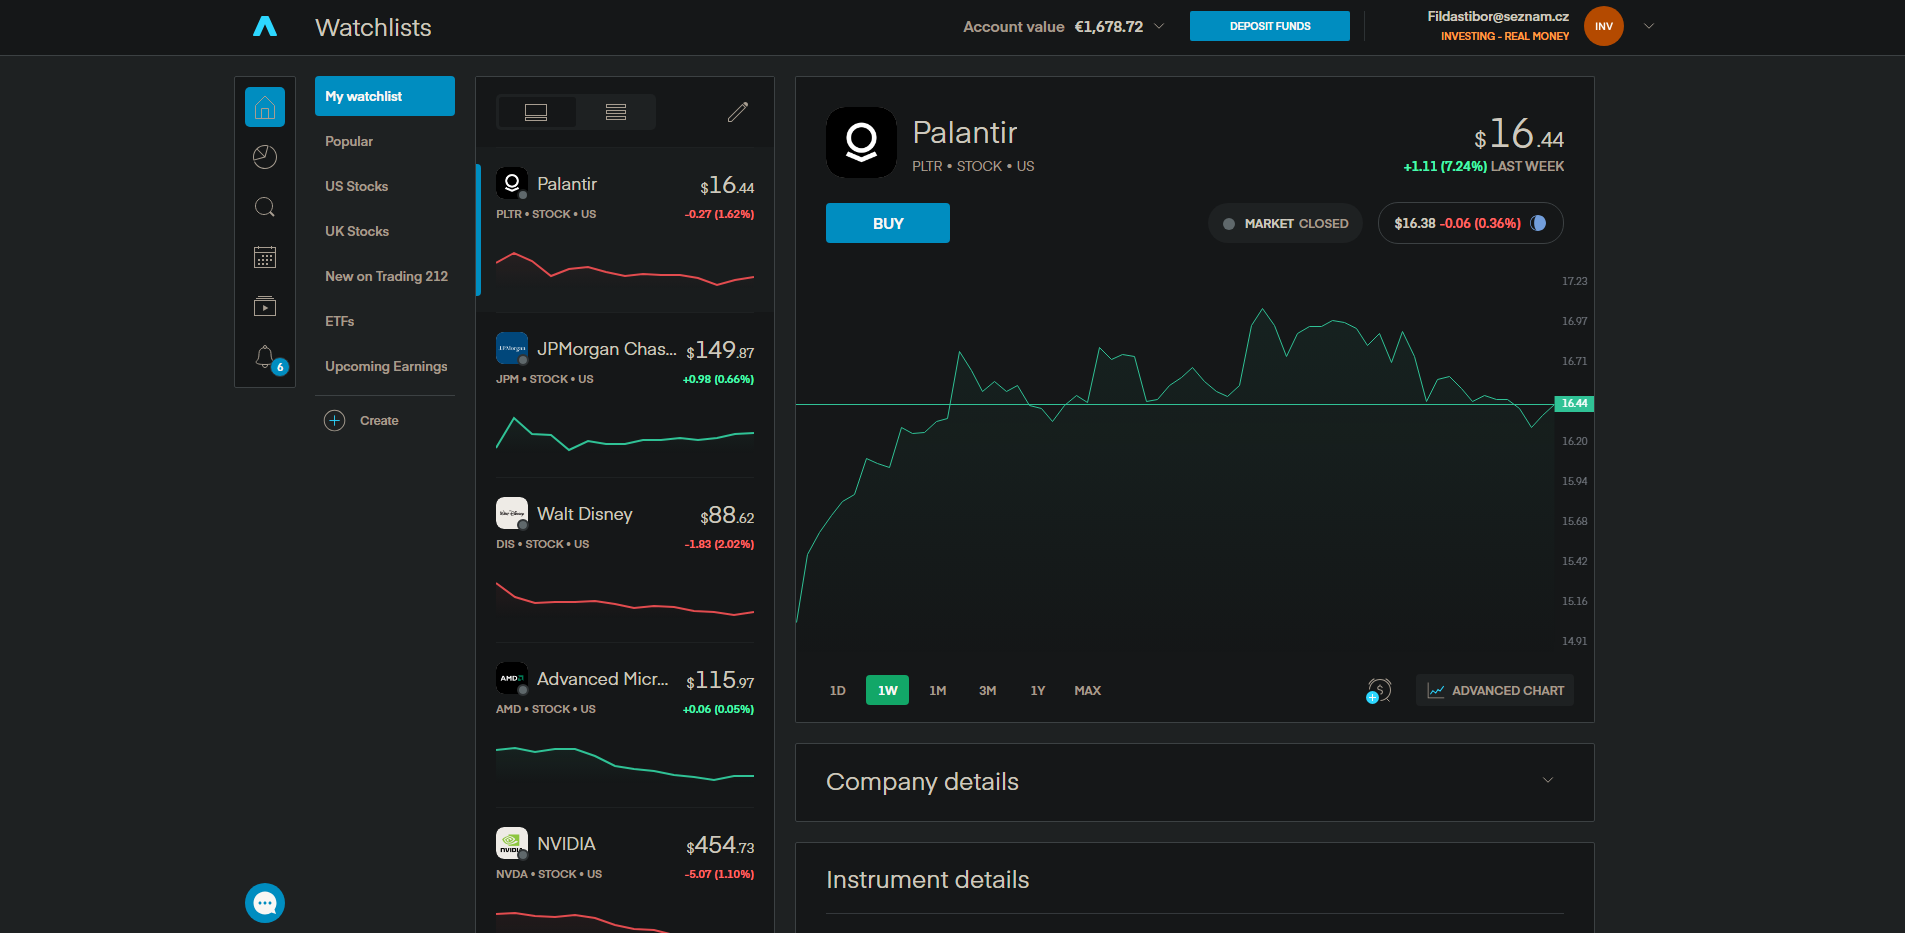 Watchlists
Account value €1,678.72
DEPOSIT FUNDS
Fildastibor@seznam.cz
INVESTING - REAL MONEY
INV
6
My watchlist
Popular
US Stocks
UK Stocks
New on Trading 212
ETFs
Upcoming Earnings
Create
Palantir $16.44
PLTR • STOCK • US -0.27 (1.62%)
JPMorgan
JPMorgan Chas... $149.87
JPM • STOCK • US +0.98 (0.66%)
Walt Disney
Walt Disney $88.62
DIS • STOCK • US -1.83 (2.02%)
AMD
Advanced Micr... $115.97
AMD • STOCK • US +0.06 (0.05%)
NVIDIA
NVIDIA $454.73
NVDA • STOCK • US -5.07 (1.10%)
Palantir
PLTR • STOCK • US
$16.44
+1.11 (7.24%) LAST WEEK
BUY
MARKET CLOSED
$16.38 -0.06 (0.36%)
17.23
16.97
16.71
16.44
16.20
15.94
15.68
15.42
15.16
14.91
1D 1W 1M 3M 1Y MAX
ADVANCED CHART
Company details
Instrument details